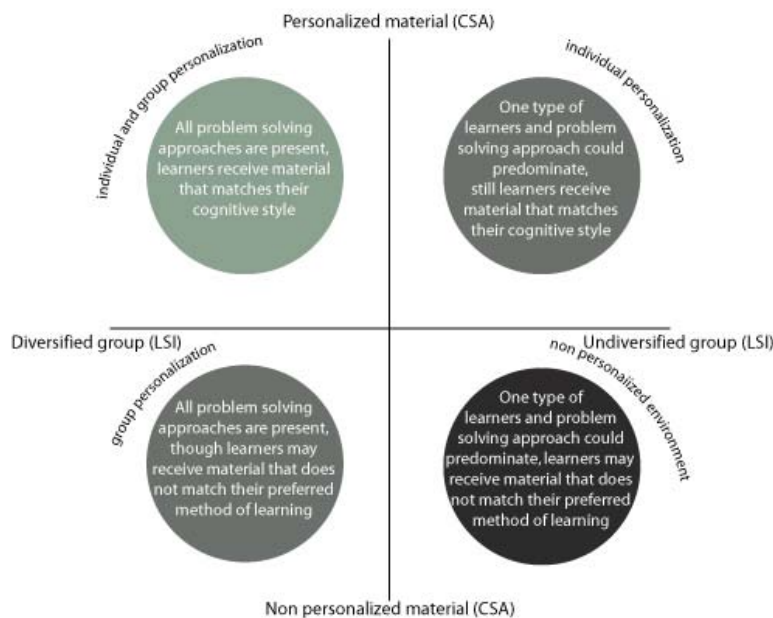 Personalized material (CSA)
individual and group personalization
All problem solving
approaches are present,
learners receive material
that matches their
cognitive style
individual personalization
One type of
learners and problem
solving approach could
predominate,
still learners receive
material that matches
their cognitive style
Diversified group (LSI)
Undiversified group (LSI)
group personalization
All problem solving
approaches are present,
though learners may
receive material that does
not match their preferred
method of learning
non personalized environment
One type of
learners and problem
solving approach could
predominate, learners may
receive material that does
not match their preferred
method of learning
Non personalized material (CSA)